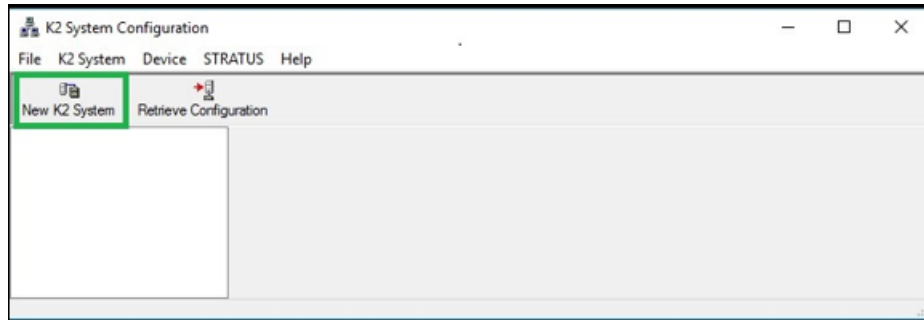 K2 System Configuration
File K2 System Device STRATUS Help
New K2 System Retrieve Configuration